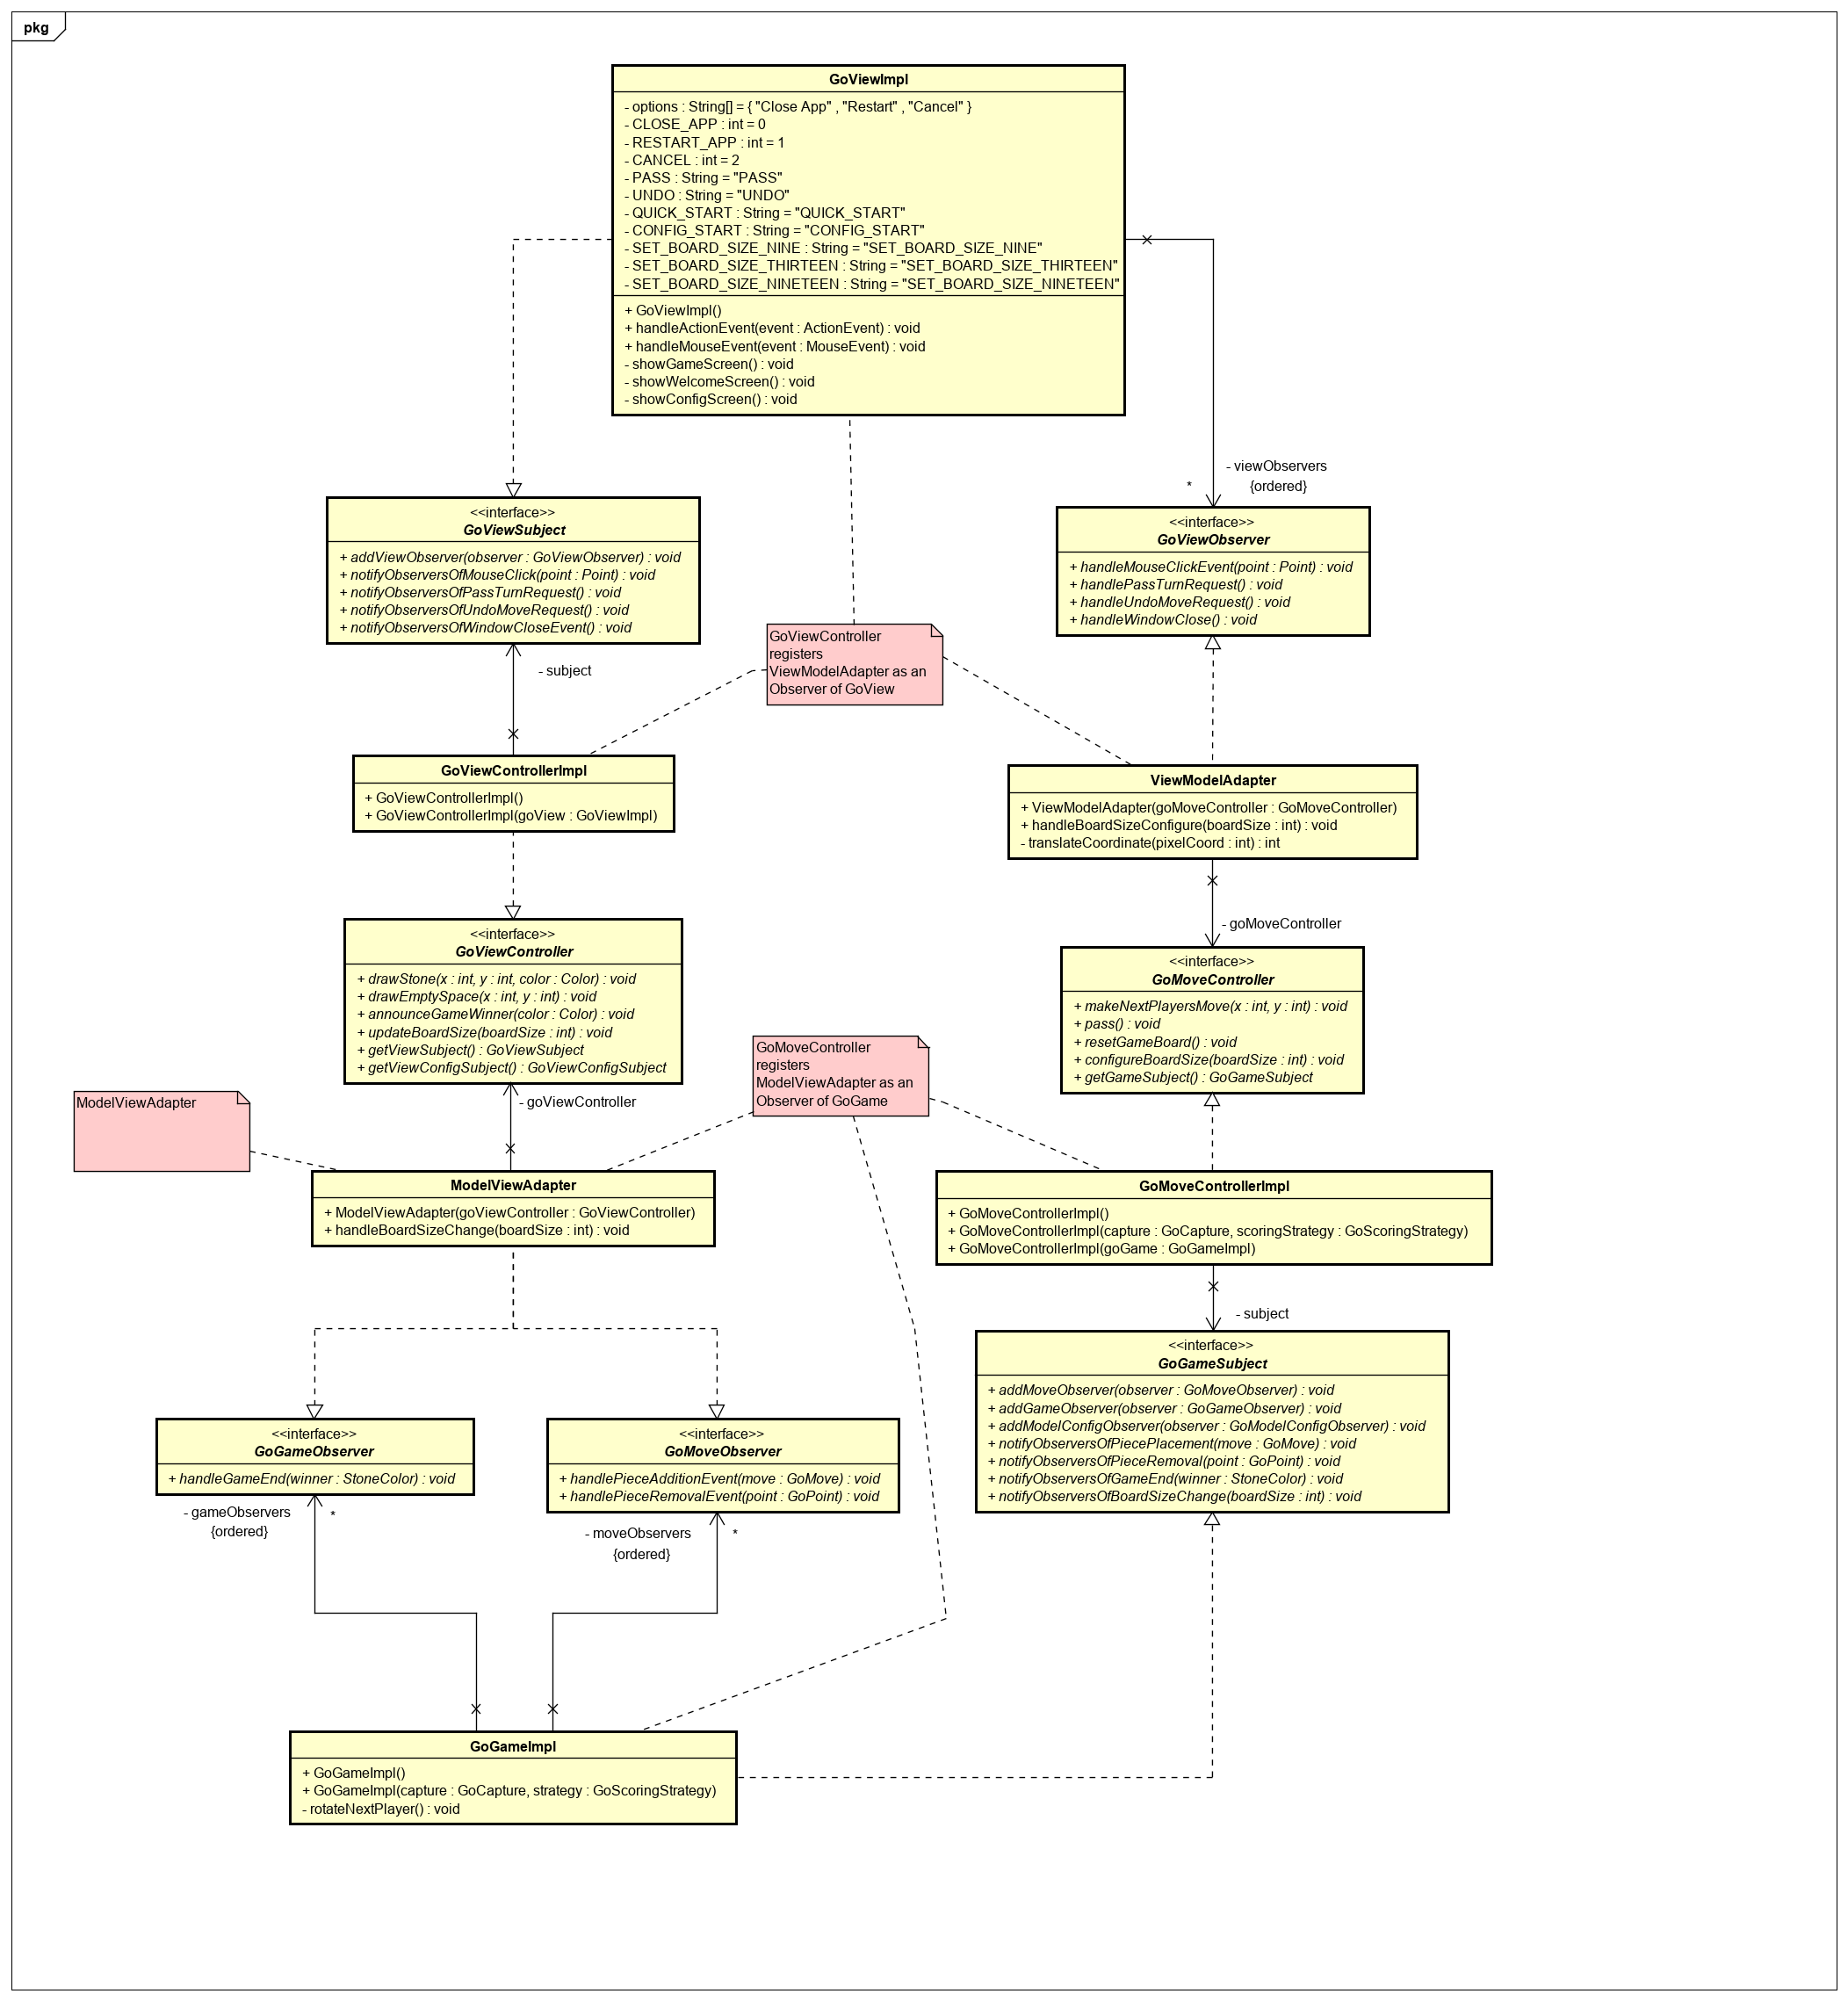 pkg
GoViewImpl
- options : String[] = { "Close App" , "Restart" , "Cancel" }
- CLOSE_APP : int = 0
- RESTART_APP : int = 1
- CANCEL : int = 2
- PASS : String = "PASS"
- UNDO : String = "UNDO"
- QUICK_START : String = "QUICK_START"
- CONFIG_START : String = "CONFIG_START"
- SET_BOARD_SIZE_NINE : String = "SET_BOARD_SIZE_NINE"
- SET_BOARD_SIZE_THIRTEEN : String = "SET_BOARD_SIZE_THIRTEEN"
- SET_BOARD_SIZE_NINETEEN : String = "SET_BOARD_SIZE_NINETEEN"
+ GoViewImpl()
+ handleActionEvent(event : ActionEvent) : void
+ handleMouseEvent(event : MouseEvent) : void
- showGameScreen() : void
- showWelcomeScreen() : void
- showConfigScreen() : void
- viewObservers
* {ordered}
<<interface>>
GoViewSubject
+ addViewObserver(observer : GoViewObserver) : void
+ notifyObserversOfMouseClick(point : Point) : void
+ notifyObserversOfPassTurnRequest() : void
+ notifyObserversOfUndoMoveRequest() : void
+ notifyObserversOfWindowCloseEvent() : void
<<interface>>
GoViewObserver
+ handleMouseClickEvent(point : Point) : void
+ handlePassTurnRequest() : void
+ handleUndoMoveRequest() : void
+ handleWindowClose() : void
- subject
GoViewController
registers
ViewModelAdapter as an
Observer of GoView
GoViewControllerImpl
+ GoViewControllerImpl()
+ GoViewControllerImpl(goView : GoViewImpl)
ViewModelAdapter
+ ViewModelAdapter(goMoveController : GoMoveController)
+ handleBoardSizeConfigure(boardSize : int) : void
- translateCoordinate(pixelCoord : int) : int
- goMoveController
<<interface>>
GoViewController
+ drawStone(x : int, y : int, color : Color) : void
+ drawEmptySpace(x : int, y : int) : void
+ announceGameWinner(color : Color) : void
+ updateBoardSize(boardSize : int) : void
+ getViewSubject() : GoViewSubject
+ getViewConfigSubject() : GoViewConfigSubject
<<interface>>
GoMoveController
+ makeNextPlayersMove(x : int, y : int) : void
+ pass() : void
+ resetGameBoard() : void
+ configureBoardSize(boardSize : int) : void
+ getGameSubject() : GoGameSubject
GoMoveController
registers
ModelViewAdapter as an
Observer of GoGame
- goViewController
ModelViewAdapter
ModelViewAdapter
+ ModelViewAdapter(goViewController : GoViewController)
+ handleBoardSizeChange(boardSize : int) : void
GoMoveControllerImpl
+ GoMoveControllerImpl()
+ GoMoveControllerImpl(capture : GoCapture, scoringStrategy : GoScoringStrategy)
+ GoMoveControllerImpl(goGame : GoGameImpl)
- subject
<<interface>>
GoGameSubject
+ addMoveObserver(observer : GoMoveObserver) : void
+ addGameObserver(observer : GoGameObserver) : void
+ addModelConfigObserver(observer : GoModelConfigObserver) : void
+ notifyObserversOfPiecePlacement(move : GoMove) : void
+ notifyObserversOfPieceRemoval(point : GoPoint) : void
+ notifyObserversOfGameEnd(winner : StoneColor) : void
+ notifyObserversOfBoardSizeChange(boardSize : int) : void
<<interface>>
GoGameObserver
+ handleGameEnd(winner : StoneColor) : void
<<interface>>
GoMoveObserver
+ handlePieceAdditionEvent(move : GoMove) : void
+ handlePieceRemovalEvent(point : GoPoint) : void
- gameObservers *
{ordered}
- moveObservers *
{ordered}
GoGameImpl
+ GoGameImpl()
+ GoGameImpl(capture : GoCapture, strategy : GoScoringStrategy)
- rotateNextPlayer() : void